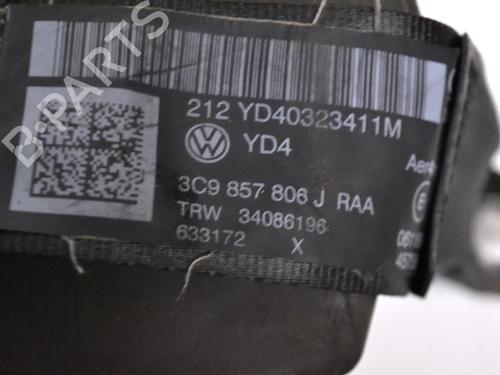 B-PARTS
212 YD40323411M
YD4
3C9 857 806 J RAA
TRW 34086196
633172 X